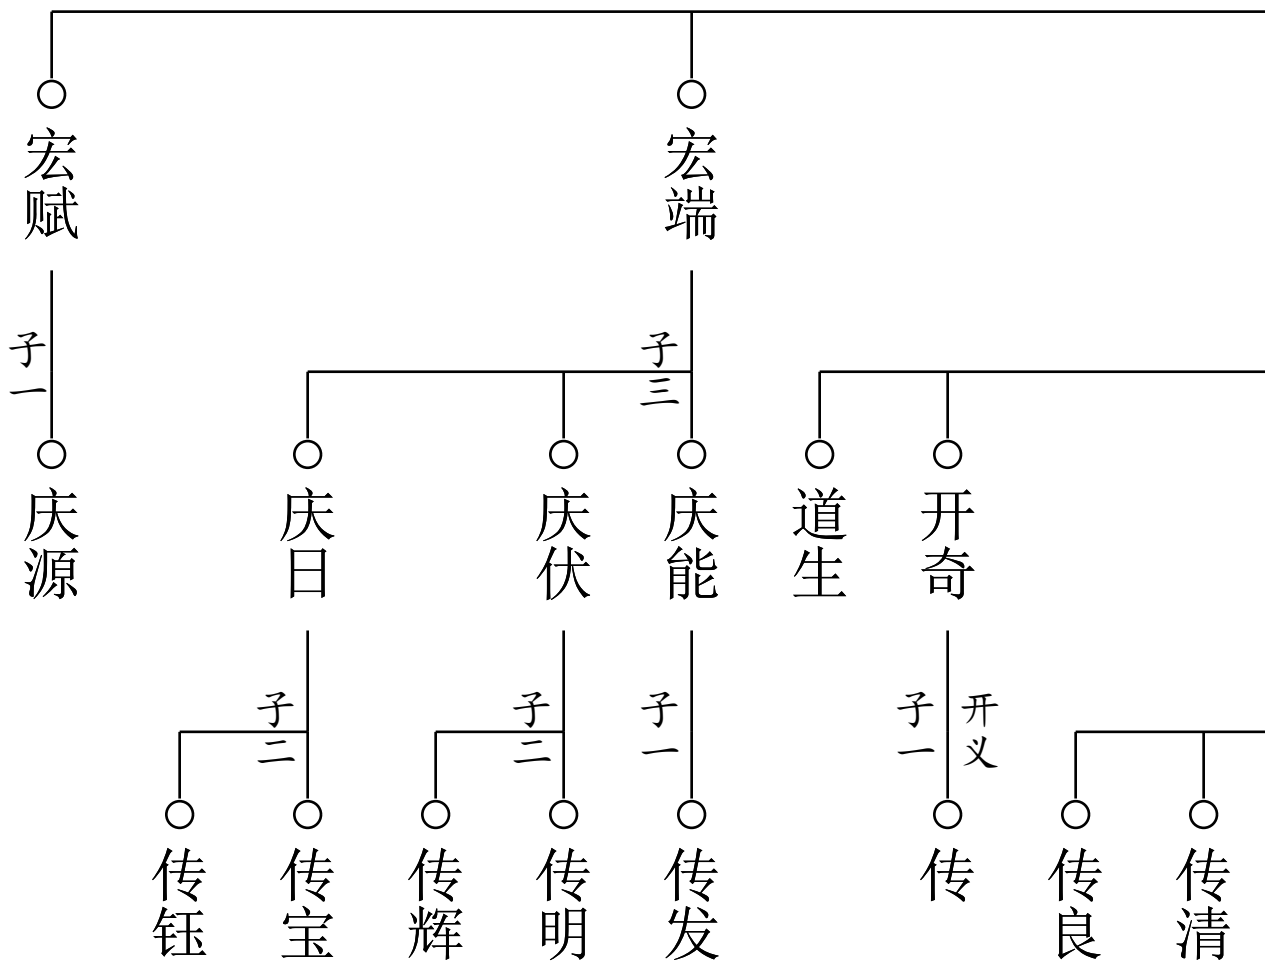 宏赋
宏端
子一
子三
庆源
庆日
庆伏
庆能
道生
开奇
子二
子二
子一
子一
开义
传钰
传宝
传辉
传明
传发
传
传良
传清